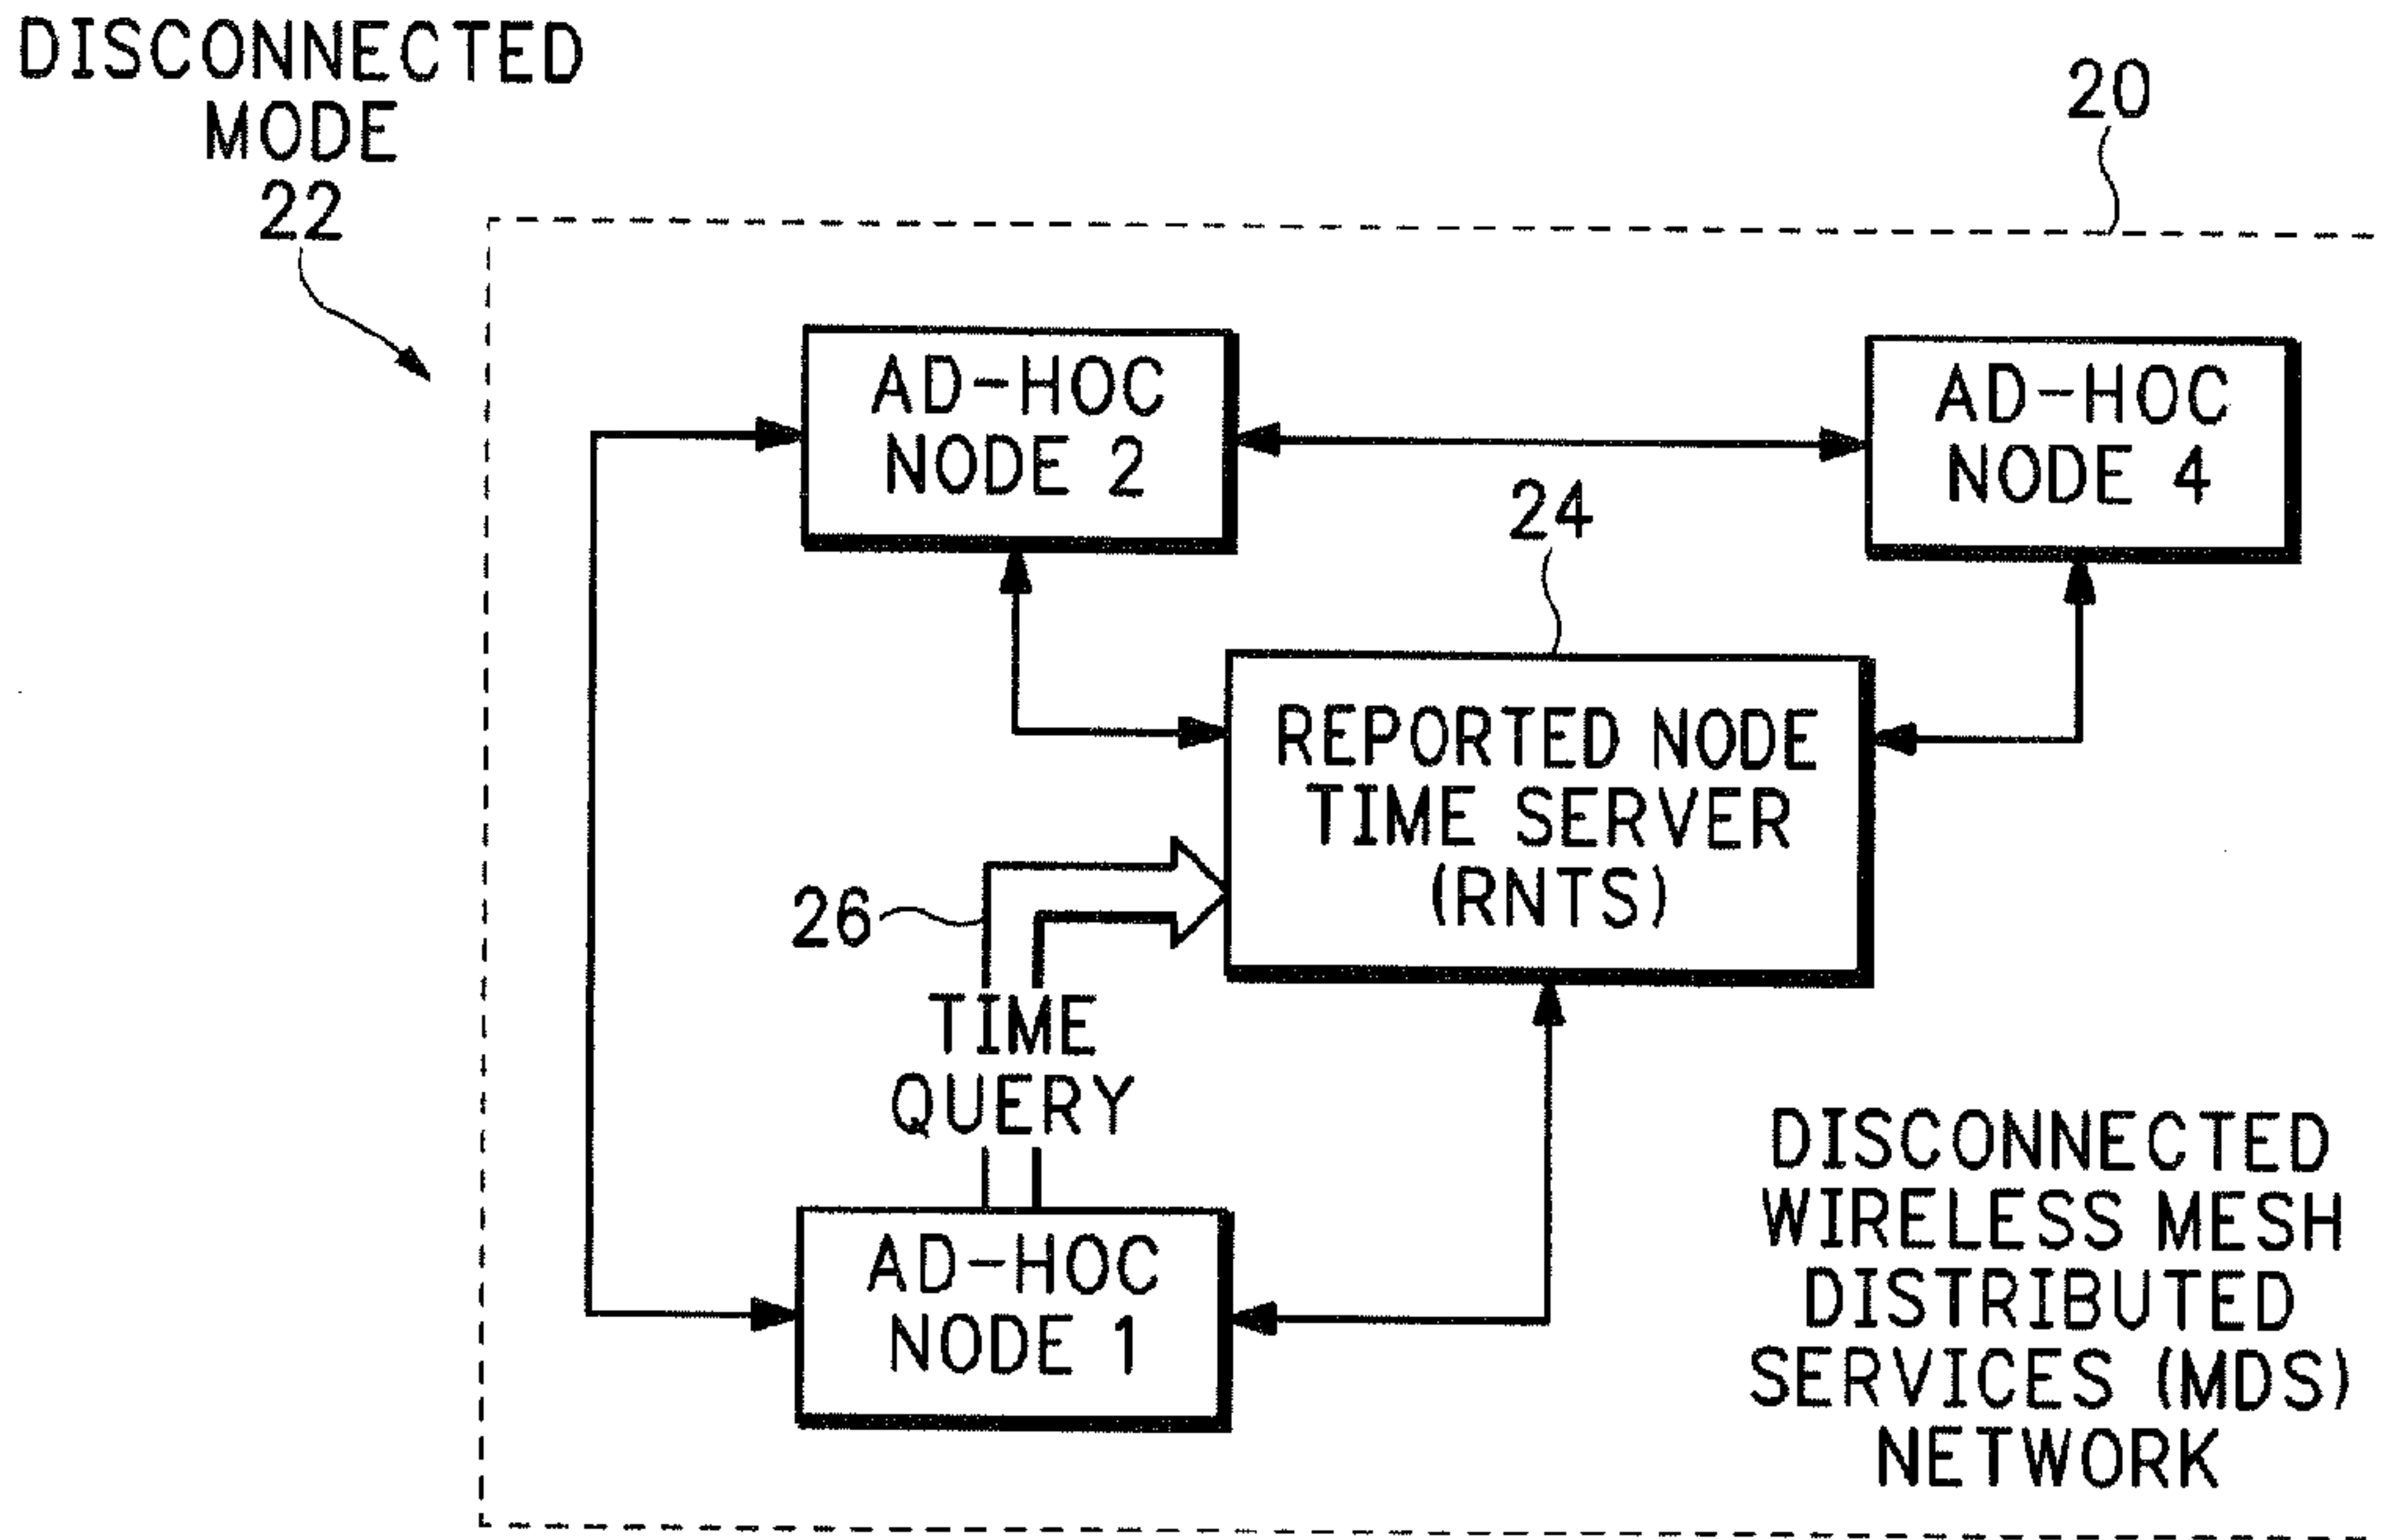 DISCONNECTED
MODE
22
20
AD-HOC
NODE 2
AD-HOC
NODE 4
24
REPORTED NODE
TIME SERVER
(RNTS)
26
TIME
QUERY
AD-HOC
NODE 1
DISCONNECTED
WIRELESS MESH
DISTRIBUTED
SERVICES (MDS)
NETWORK